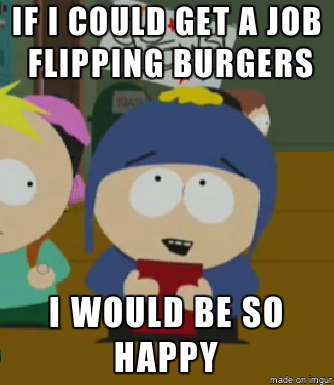 IF I COULD GET A JOB
FLIPPING BURGERS
I WOULD BE SO
HAPPY
made on imgur